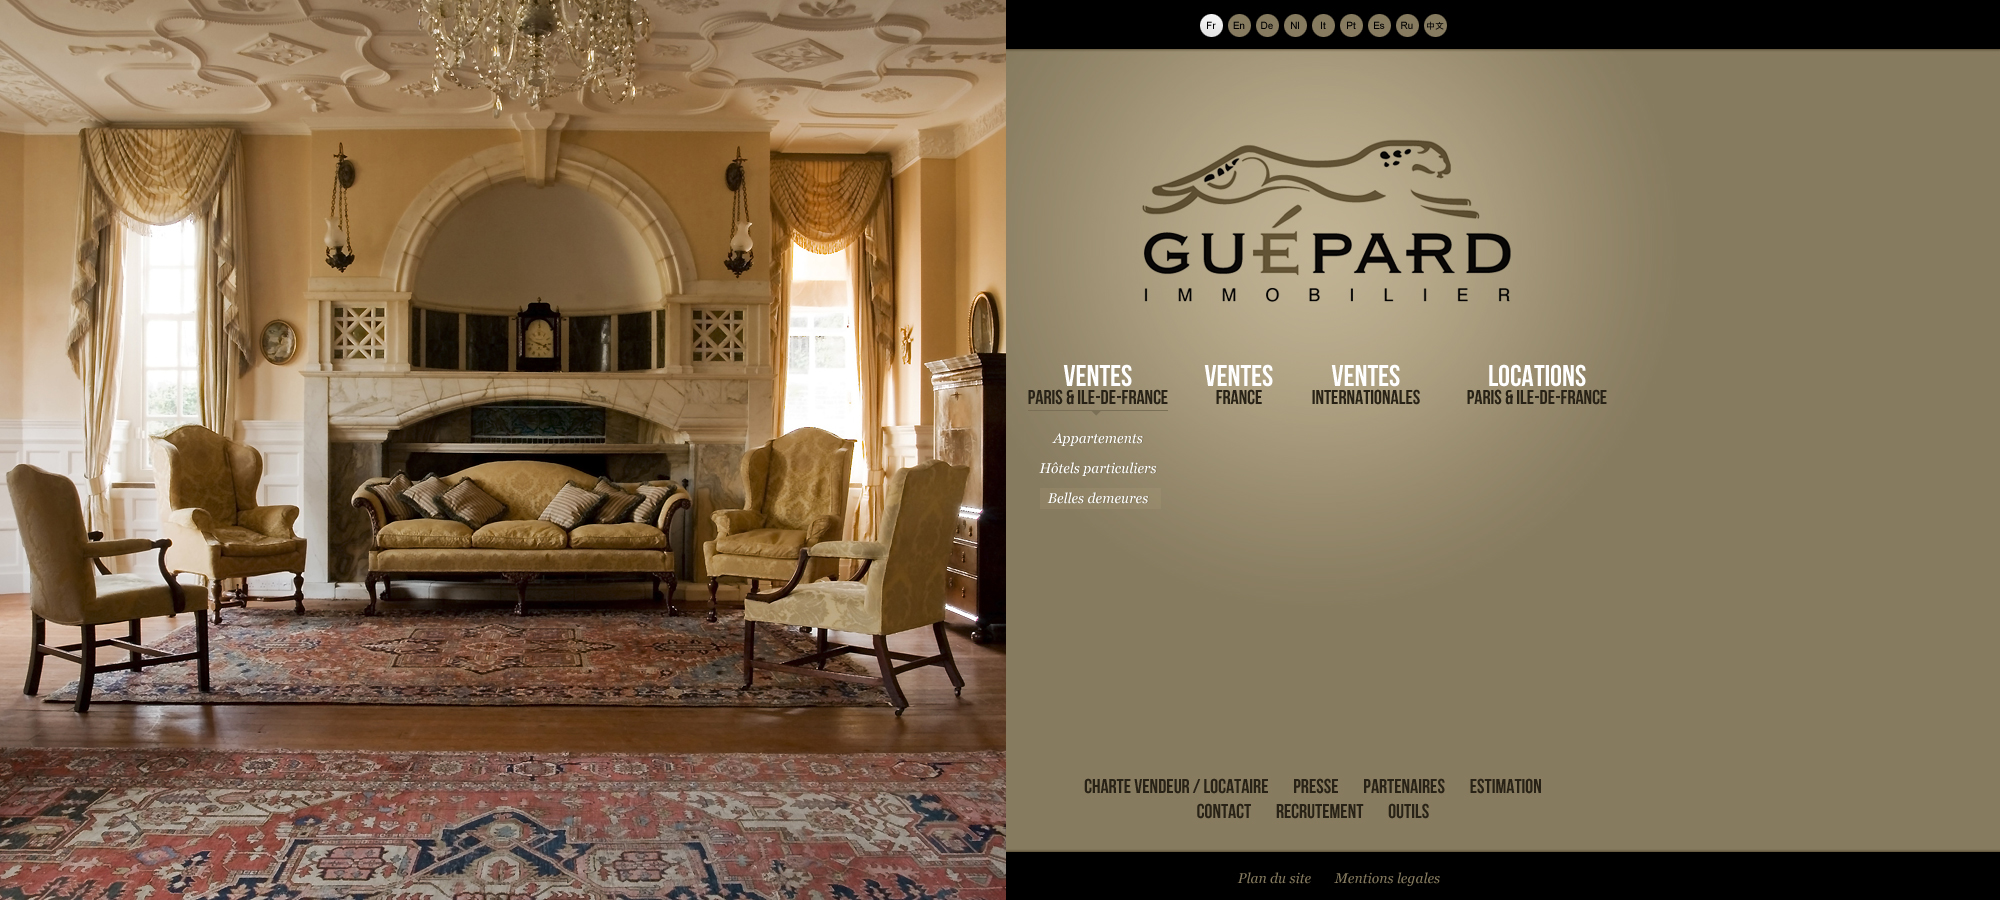 Fr En De Nl It Pt Es Ru 中文
GUÉPARD
IMMOBILIER
VENTES
PARIS & ILE-DE-FRANCE
VENTES
FRANCE
VENTES
INTERNATIONALES
LOCATIONS
PARIS & ILE-DE-FRANCE
Appartements
Hôtels particuliers
Belles demeures
CHARTE VENDEUR / LOCATAIRE PRESSE PARTENAIRES ESTIMATION
CONTACT RECRUTEMENT OUTILS
Plan du site Mentions legales